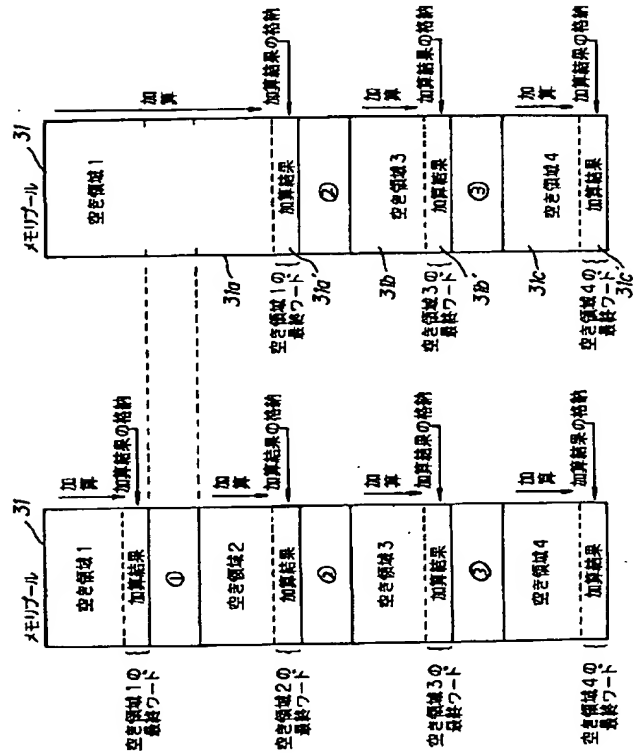 メモリプール
31
空き領域1
加算
加算結果
加算結果の格納
空き領域1の
最終ワード
①
空き領域2
加算
加算結果
加算結果の格納
空き領域2の
最終ワード
②
空き領域3
加算
加算結果
加算結果の格納
空き領域3の
最終ワード
③
空き領域4
加算
加算結果
加算結果の格納
空き領域4の
最終ワード
メモリプール
31
空き領域1
加算
31a
加算結果
加算結果の格納
空き領域1の
最終ワード
31a'
②
空き領域3
加算
31b
加算結果
加算結果の格納
空き領域3の
最終ワード
31b'
③
空き領域4
加算
31c
加算結果
加算結果の格納
空き領域4の
最終ワード
31c'